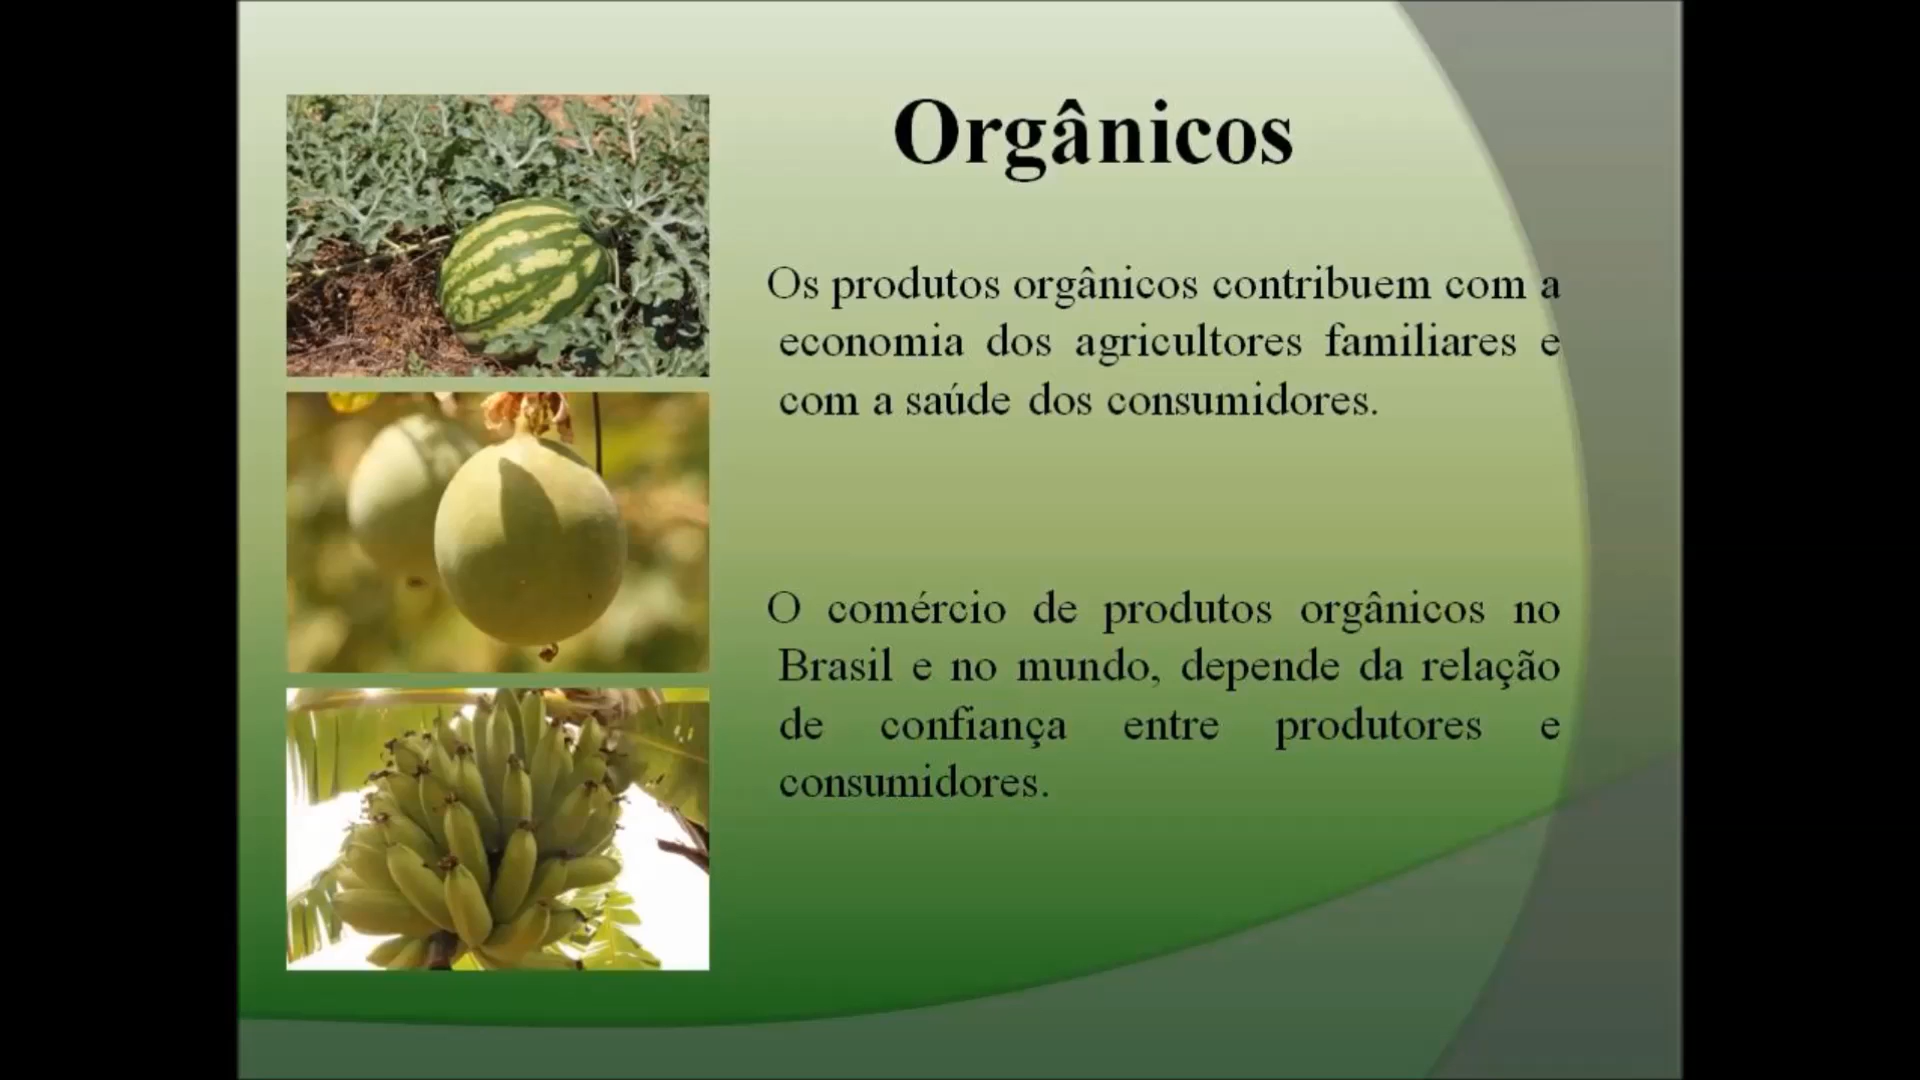 Orgânicos
Os produtos orgânicos contribuem com a
economia dos agricultores familiares e
com a saúde dos consumidores.
O comércio de produtos orgânicos no
Brasil e no mundo, depende da relação
de confiança entre produtores e
consumidores.